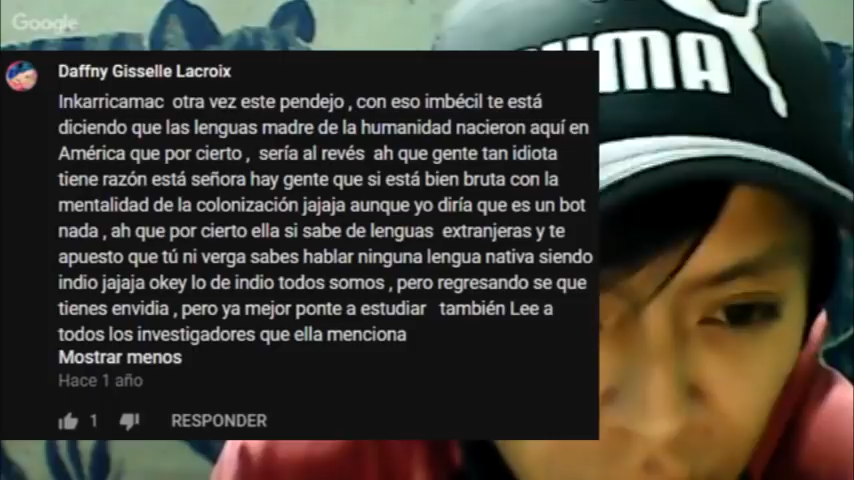 Google
PUMA
Daffny Gisselle Lacroix
Inkarricamac otra vez este pendejo , con eso imbécil te está
diciendo que las lenguas madre de la humanidad nacieron aquí en
América que por cierto , sería al revés ah que gente tan idiota
tiene razón está señora hay gente que si está bien bruta con la
mentalidad de la colonización jajaja aunque yo diría que es un bot
nada , ah que por cierto ella si sabe de lenguas extranjeras y te
apuesto que tú ni verga sabes hablar ninguna lengua nativa siendo
indio jajaja okey lo de indio todos somos , pero regresando se que
tienes envidia , pero ya mejor ponte a estudiar también Lee a
todos los investigadores que ella menciona
Mostrar menos
Hace 1 año
1 RESPONDER